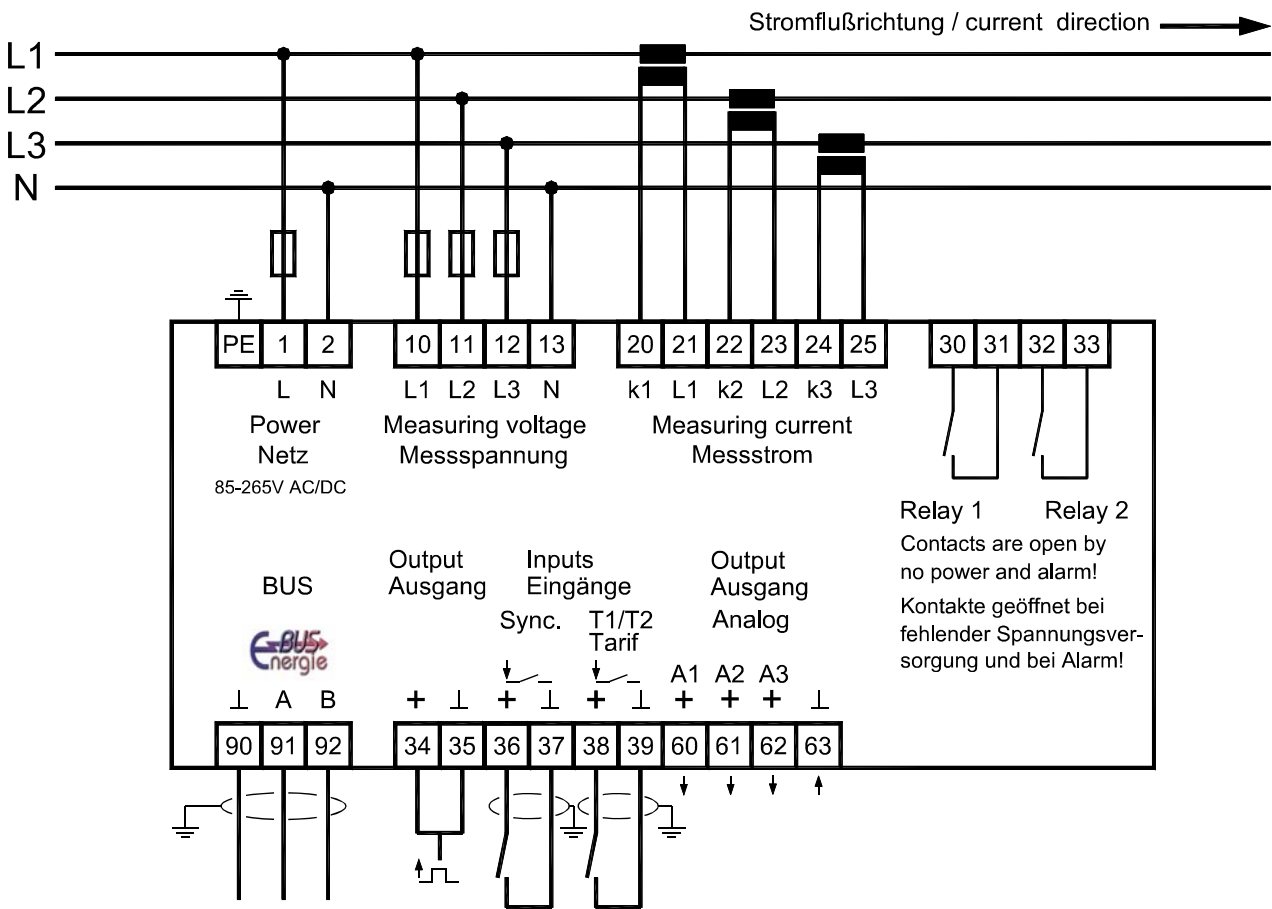 Stromflußrichtung / current direction
L1
L2
L3
N
PE 1 2 10 11 12 13 20 21 22 23 24 25 30 31 32 33
L N L1 L2 L3 N k1 L1 k2 L2 k3 L3
Power
Netz
85-265V AC/DC
Measuring voltage
Messspannung
Measuring current
Messstrom
Relay 1 Relay 2
Contacts are open by
no power and alarm!
Kontakte geöffnet bei
fehlender Spannungsver-
sorgung und bei Alarm!
BUS
E-BUS
Energie
Output
Ausgang
Inputs
Eingänge
Sync. T1/T2
Tarif
Output
Ausgang
Analog
A1 A2 A3
⊥ A B + ⊥ + ⊥ + ⊥ + + + ⊥
90 91 92 34 35 36 37 38 39 60 61 62 63